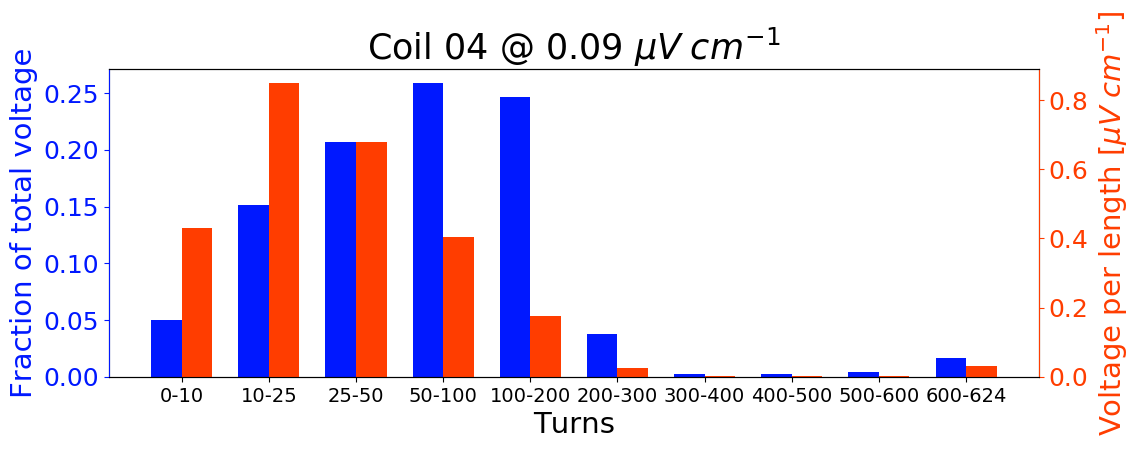 Coil 04 @ 0.09 μV cm⁻¹
Fraction of total voltage
0.25
0.20
0.15
0.10
0.05
0.00
0.8
0.6
0.4
0.2
0.0
Voltage per length [μV cm⁻¹]
0-10 10-25 25-50 50-100 100-200 200-300 300-400 400-500 500-600 600-624
Turns